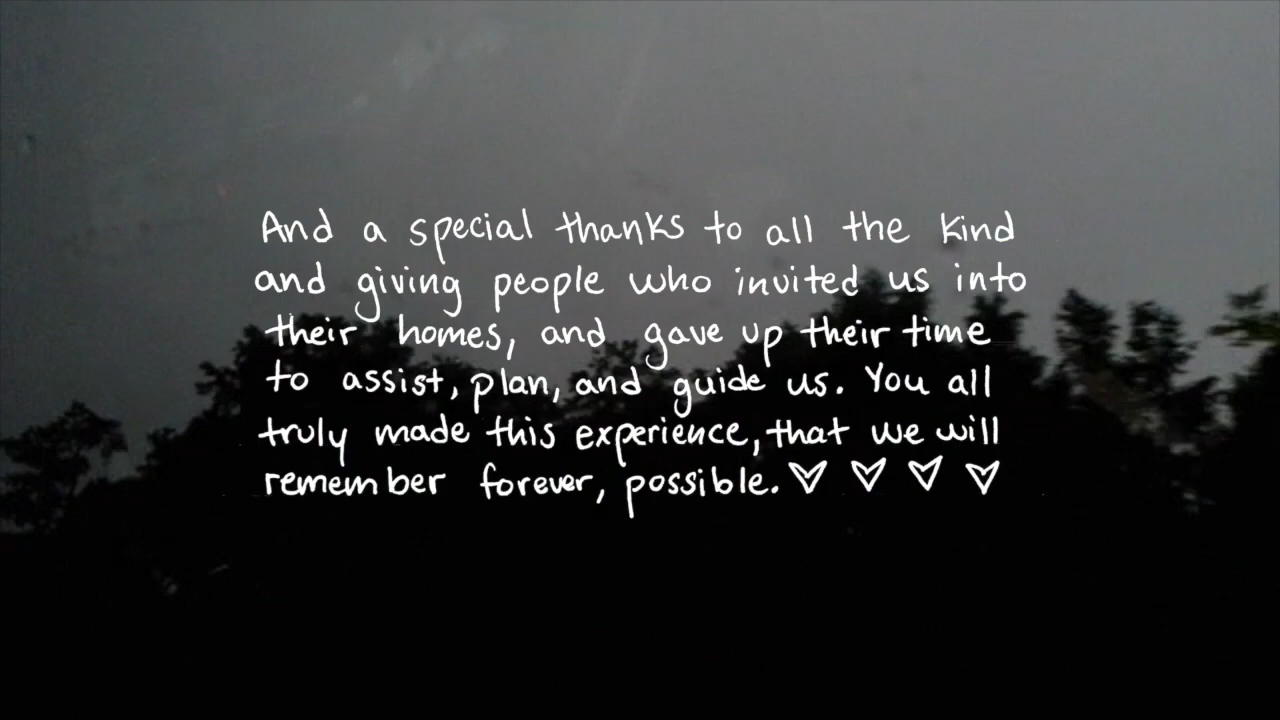 And a special thanks to all the kind
and giving people who invited us into
their homes, and gave up their time
to assist, plan, and guide us. You all
truly made this experience, that we will
remember forever, possible. ♡ ♡ ♡ ♡